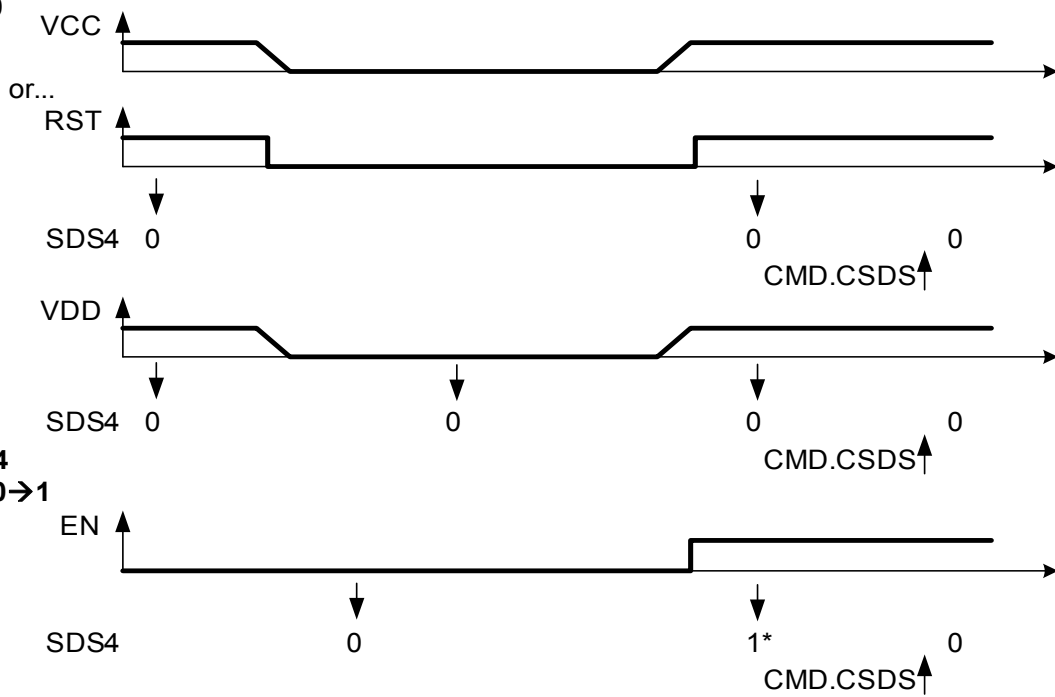 )
VCC
or...
RST
SDS4 0 0 0
CMD.CSDS
VDD
SDS4 0 0 0 0
CMD.CSDS
4
0→1
EN
SDS4 0 1* 0
CMD.CSDS